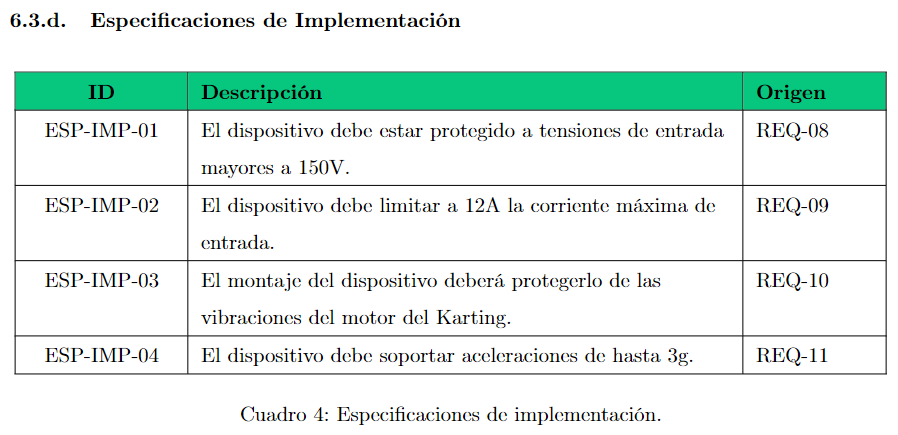 6.3.d. Especificaciones de Implementación
ID Descripción Origen
ESP-IMP-01 El dispositivo debe estar protegido a tensiones de entrada REQ-08
mayores a 150V.
ESP-IMP-02 El dispositivo debe limitar a 12A la corriente máxima de REQ-09
entrada.
ESP-IMP-03 El montaje del dispositivo deberá protegerlo de las REQ-10
vibraciones del motor del Karting.
ESP-IMP-04 El dispositivo debe soportar aceleraciones de hasta 3g. REQ-11
Cuadro 4: Especificaciones de implementación.